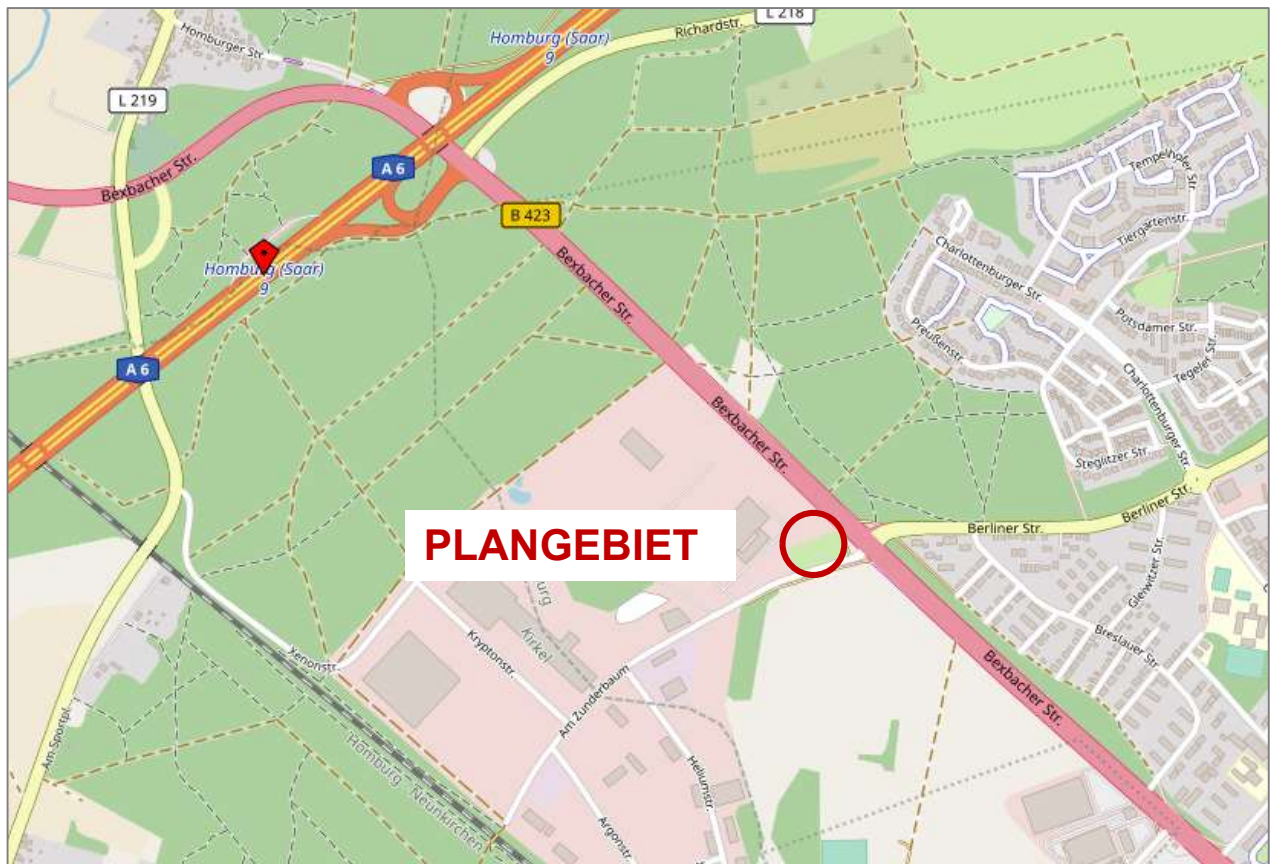 L 218
Homburger Str.
Homburg (Saar)
9
Richardstr.
L 219
Bexbacher Str.
A 6
B 423
Tempelhofer Str.
Tiergartenstr.
Charlottenburger Str.
Homburg (Saar)
9
Bexbacher Str.
Preußenstr.
Potsdamer Str.
Tegeler Str.
A 6
Charlottenburger Str.
Bexbacher Str.
Steglitzer Str.
Berliner Str.
Berliner Str.
PLANGEBIET
Gleiwitzer Str.
burg
Kirkel
Kryptonstr.
Breslauer Str.
Xenonstr.
Am Zunderbaum
Bexbacher Str.
Am Sportpl.
Homburg - Neunkirchen
Heliumstr.
Argonstr.